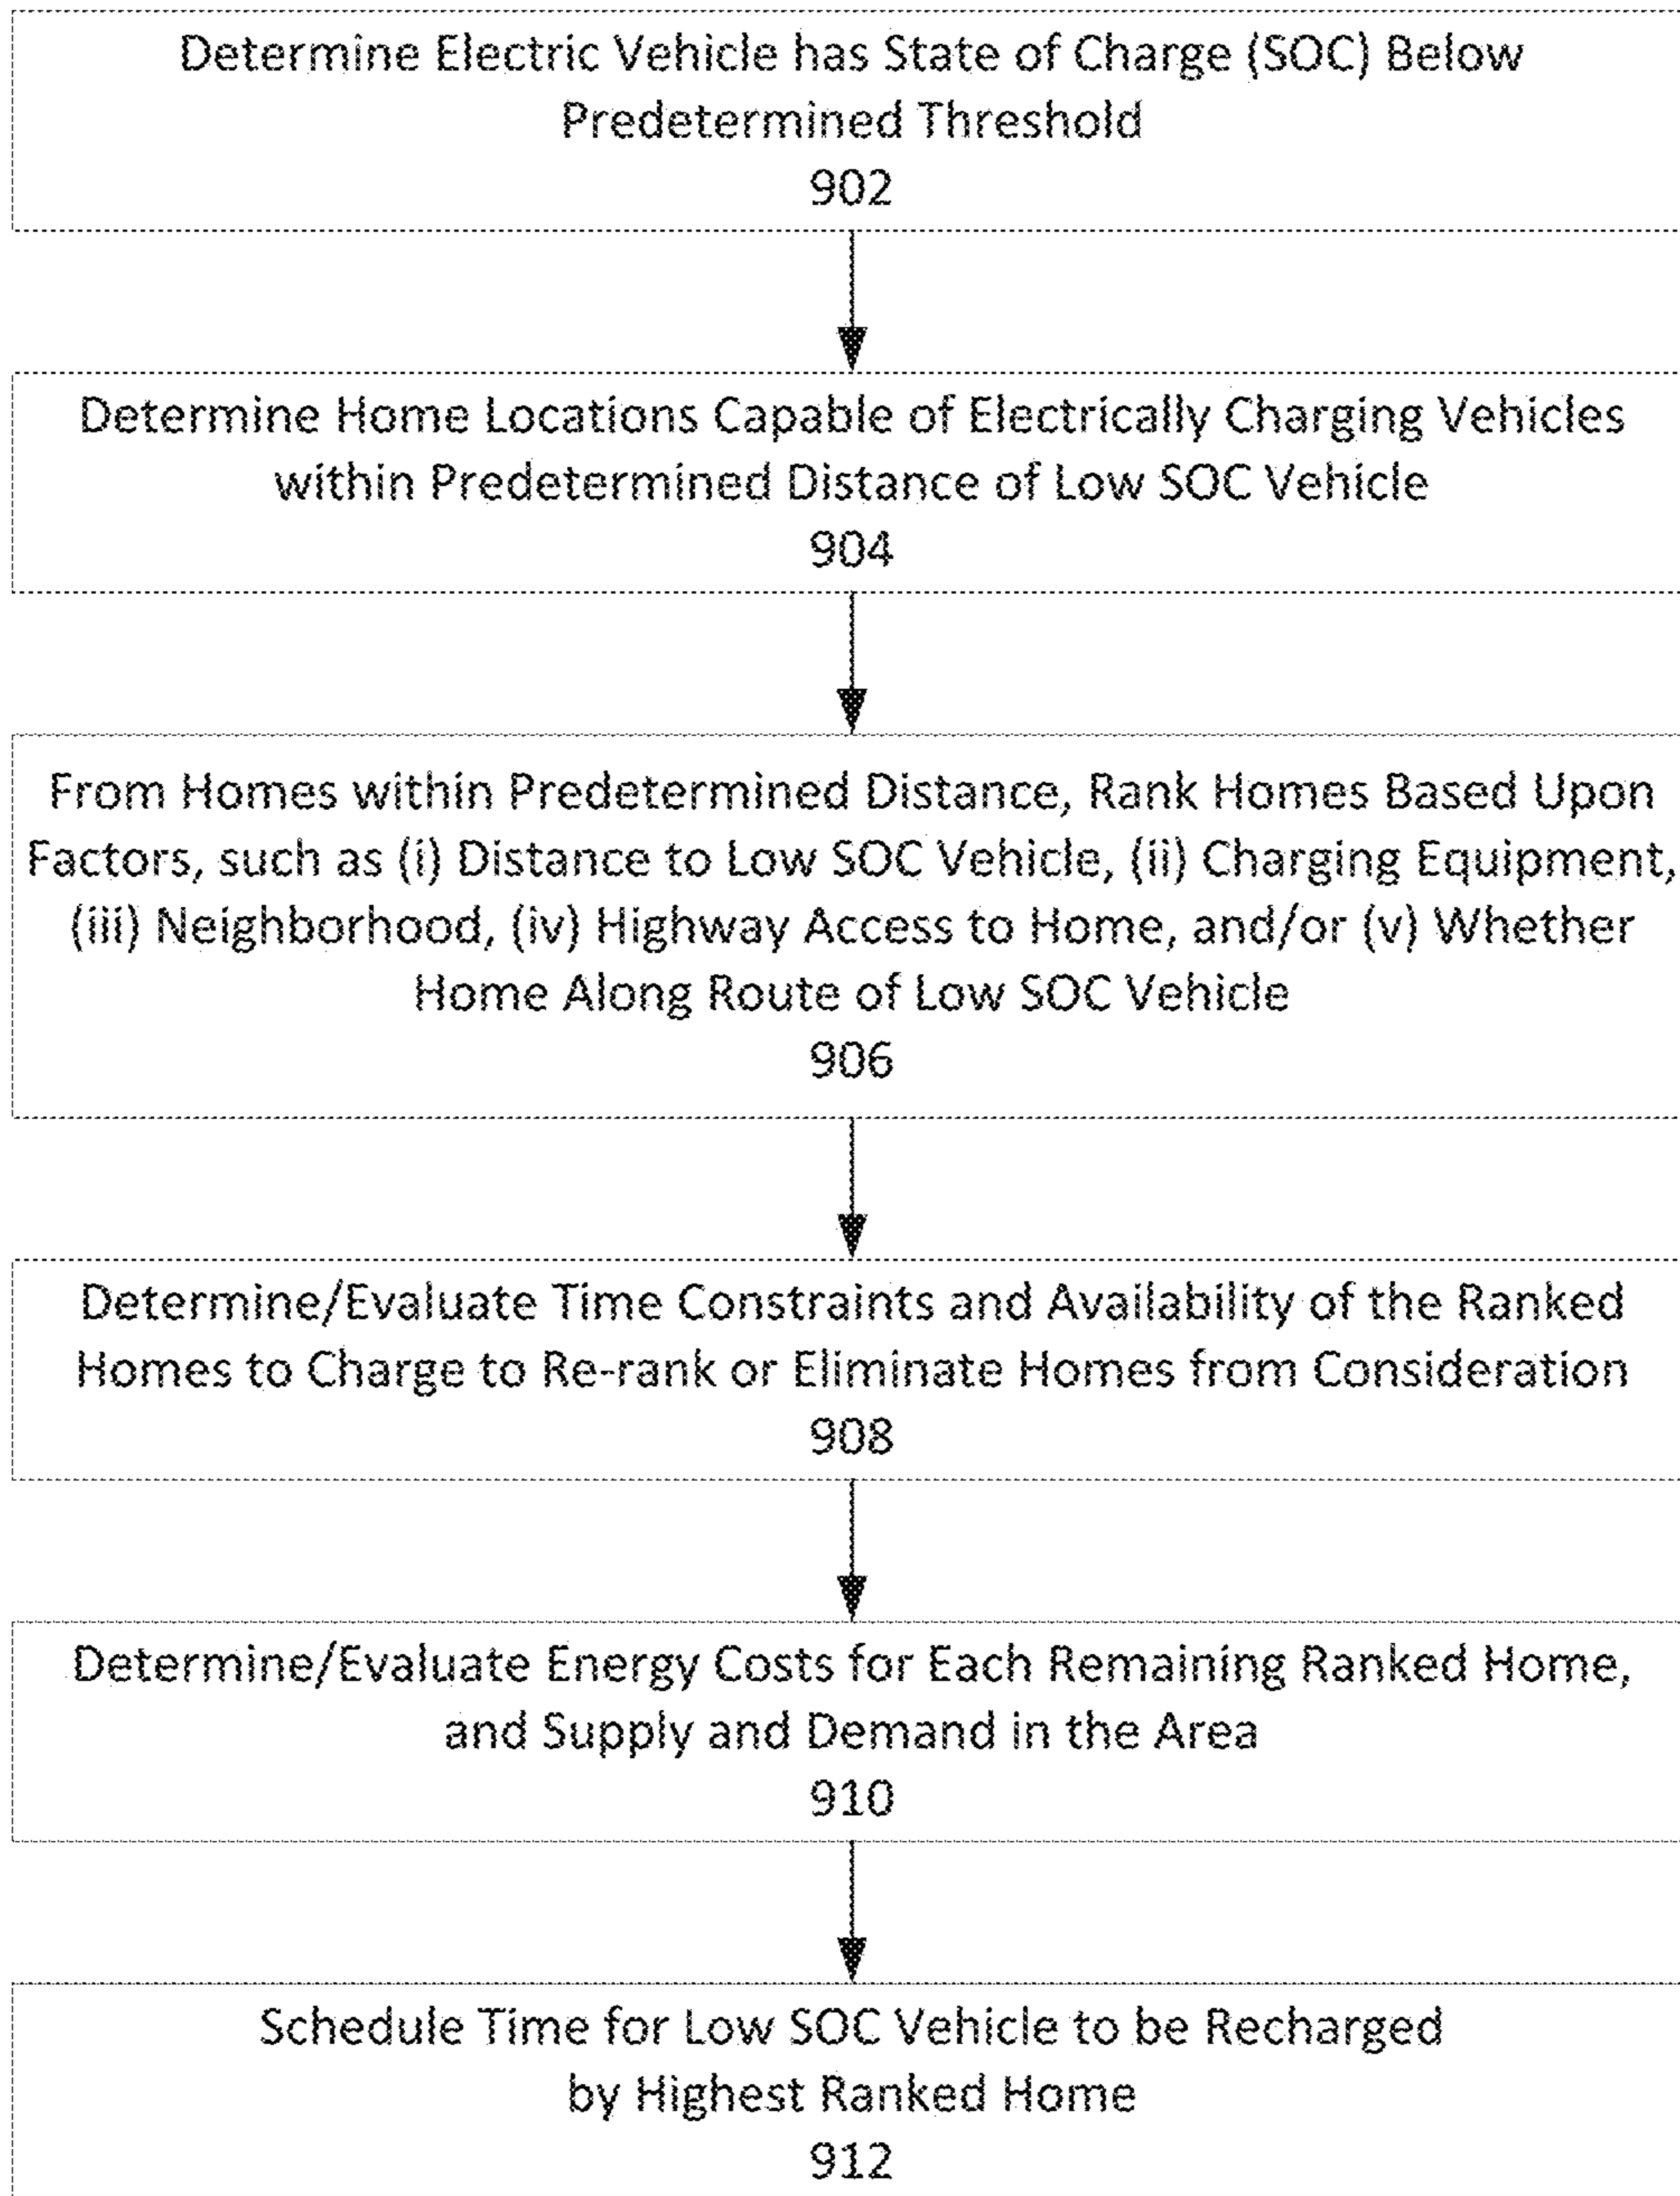 Determine Electric Vehicle has State of Charge (SOC) Below
Predetermined Threshold
902
Determine Home Locations Capable of Electrically Charging Vehicles
within Predetermined Distance of Low SOC Vehicle
904
From Homes within Predetermined Distance, Rank Homes Based Upon
Factors, such as (i) Distance to Low SOC Vehicle, (ii) Charging Equipment,
(iii) Neighborhood, (iv) Highway Access to Home, and/or (v) Whether
Home Along Route of Low SOC Vehicle
906
Determine/Evaluate Time Constraints and Availability of the Ranked
Homes to Charge to Re-rank or Eliminate Homes from Consideration
908
Determine/Evaluate Energy Costs for Each Remaining Ranked Home,
and Supply and Demand in the Area
910
Schedule Time for Low SOC Vehicle to be Recharged
by Highest Ranked Home
912